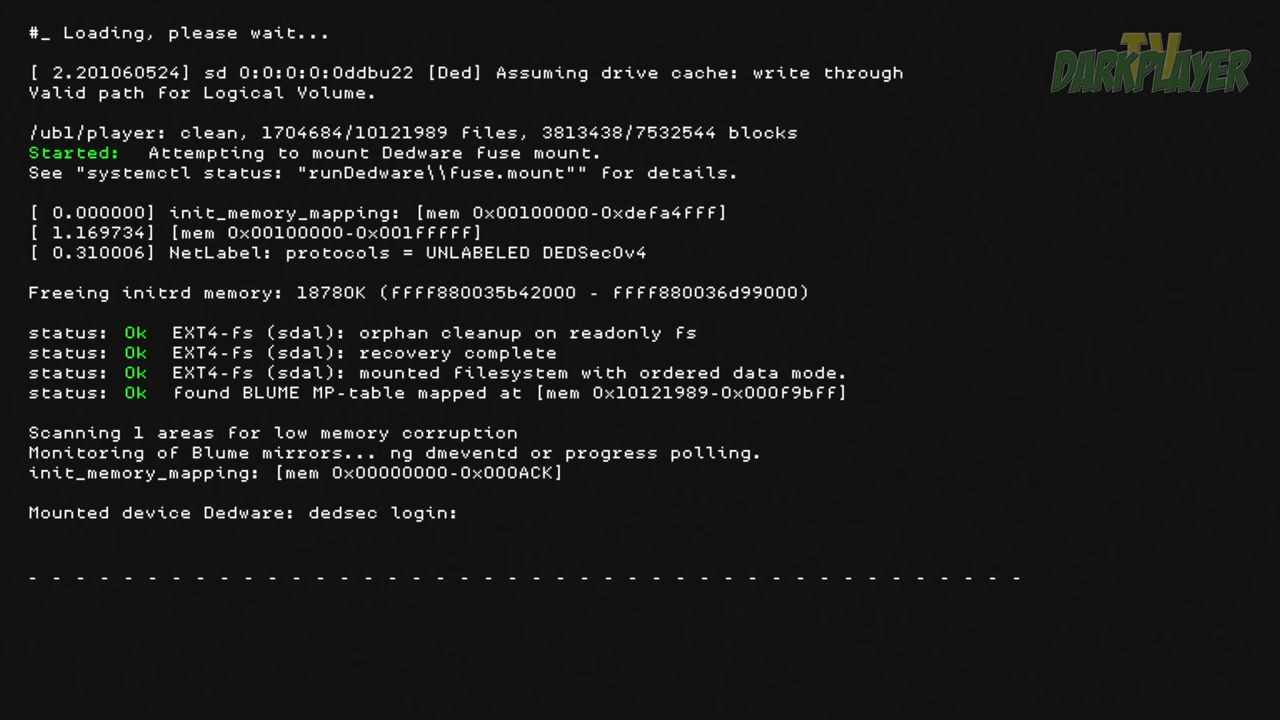 #_ Loading, please wait...
TV
DARKPLAYER
[ 2.201060524] sd 0:0:0:0:0ddbu22 [Ded] Assuming drive cache: write through
Valid path for Logical Volume.
/ubl/player: clean, 1704684/10121989 files, 3813438/7532544 blocks
Started: Attempting to mount Dedware fuse mount.
See "systemctl status: "runDedware\\fuse.mount"" for details.
[ 0.000000] init_memory_mapping: [mem 0x00100000-0xdefa4fff]
[ 1.169734] [mem 0x00100000-0x001fffff]
[ 0.310006] NetLabel: protocols = UNLABELED DEDSec0v4
Freeing initrd memory: 18780K (ffff880035b42000 - ffff880036d99000)
status: Ok EXT4-fs (sdal): orphan cleanup on readonly fs
status: Ok EXT4-fs (sdal): recovery complete
status: Ok EXT4-fs (sdal): mounted filesystem with ordered data mode.
status: Ok found BLUME MP-table mapped at [mem 0x10121989-0x000f9bff]
Scanning 1 areas for low memory corruption
Monitoring of Blume mirrors... ng dmeventd or progress polling.
init_memory_mapping: [mem 0x00000000-0x000ACK]
Mounted device Dedware: dedsec login:
- - - - - - - - - - - - - - - - - - - - - - - - - - - - - - - - - - - - - - - - - -